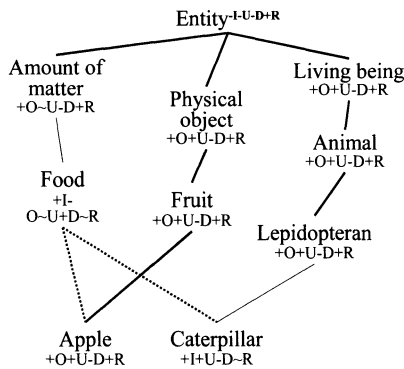 Entity-I-U-D+R
Amount of
matter
+O~U-D+R
Physical
object
+O+U-D+R
Living being
+O+U-D+R
Animal
+O+U-D+R
Food
+I-
O~U+D~R
Fruit
+O+U-D+R
Lepidopteran
+O+U-D+R
Apple
+O+U-D+R
Caterpillar
+I+U-D~R